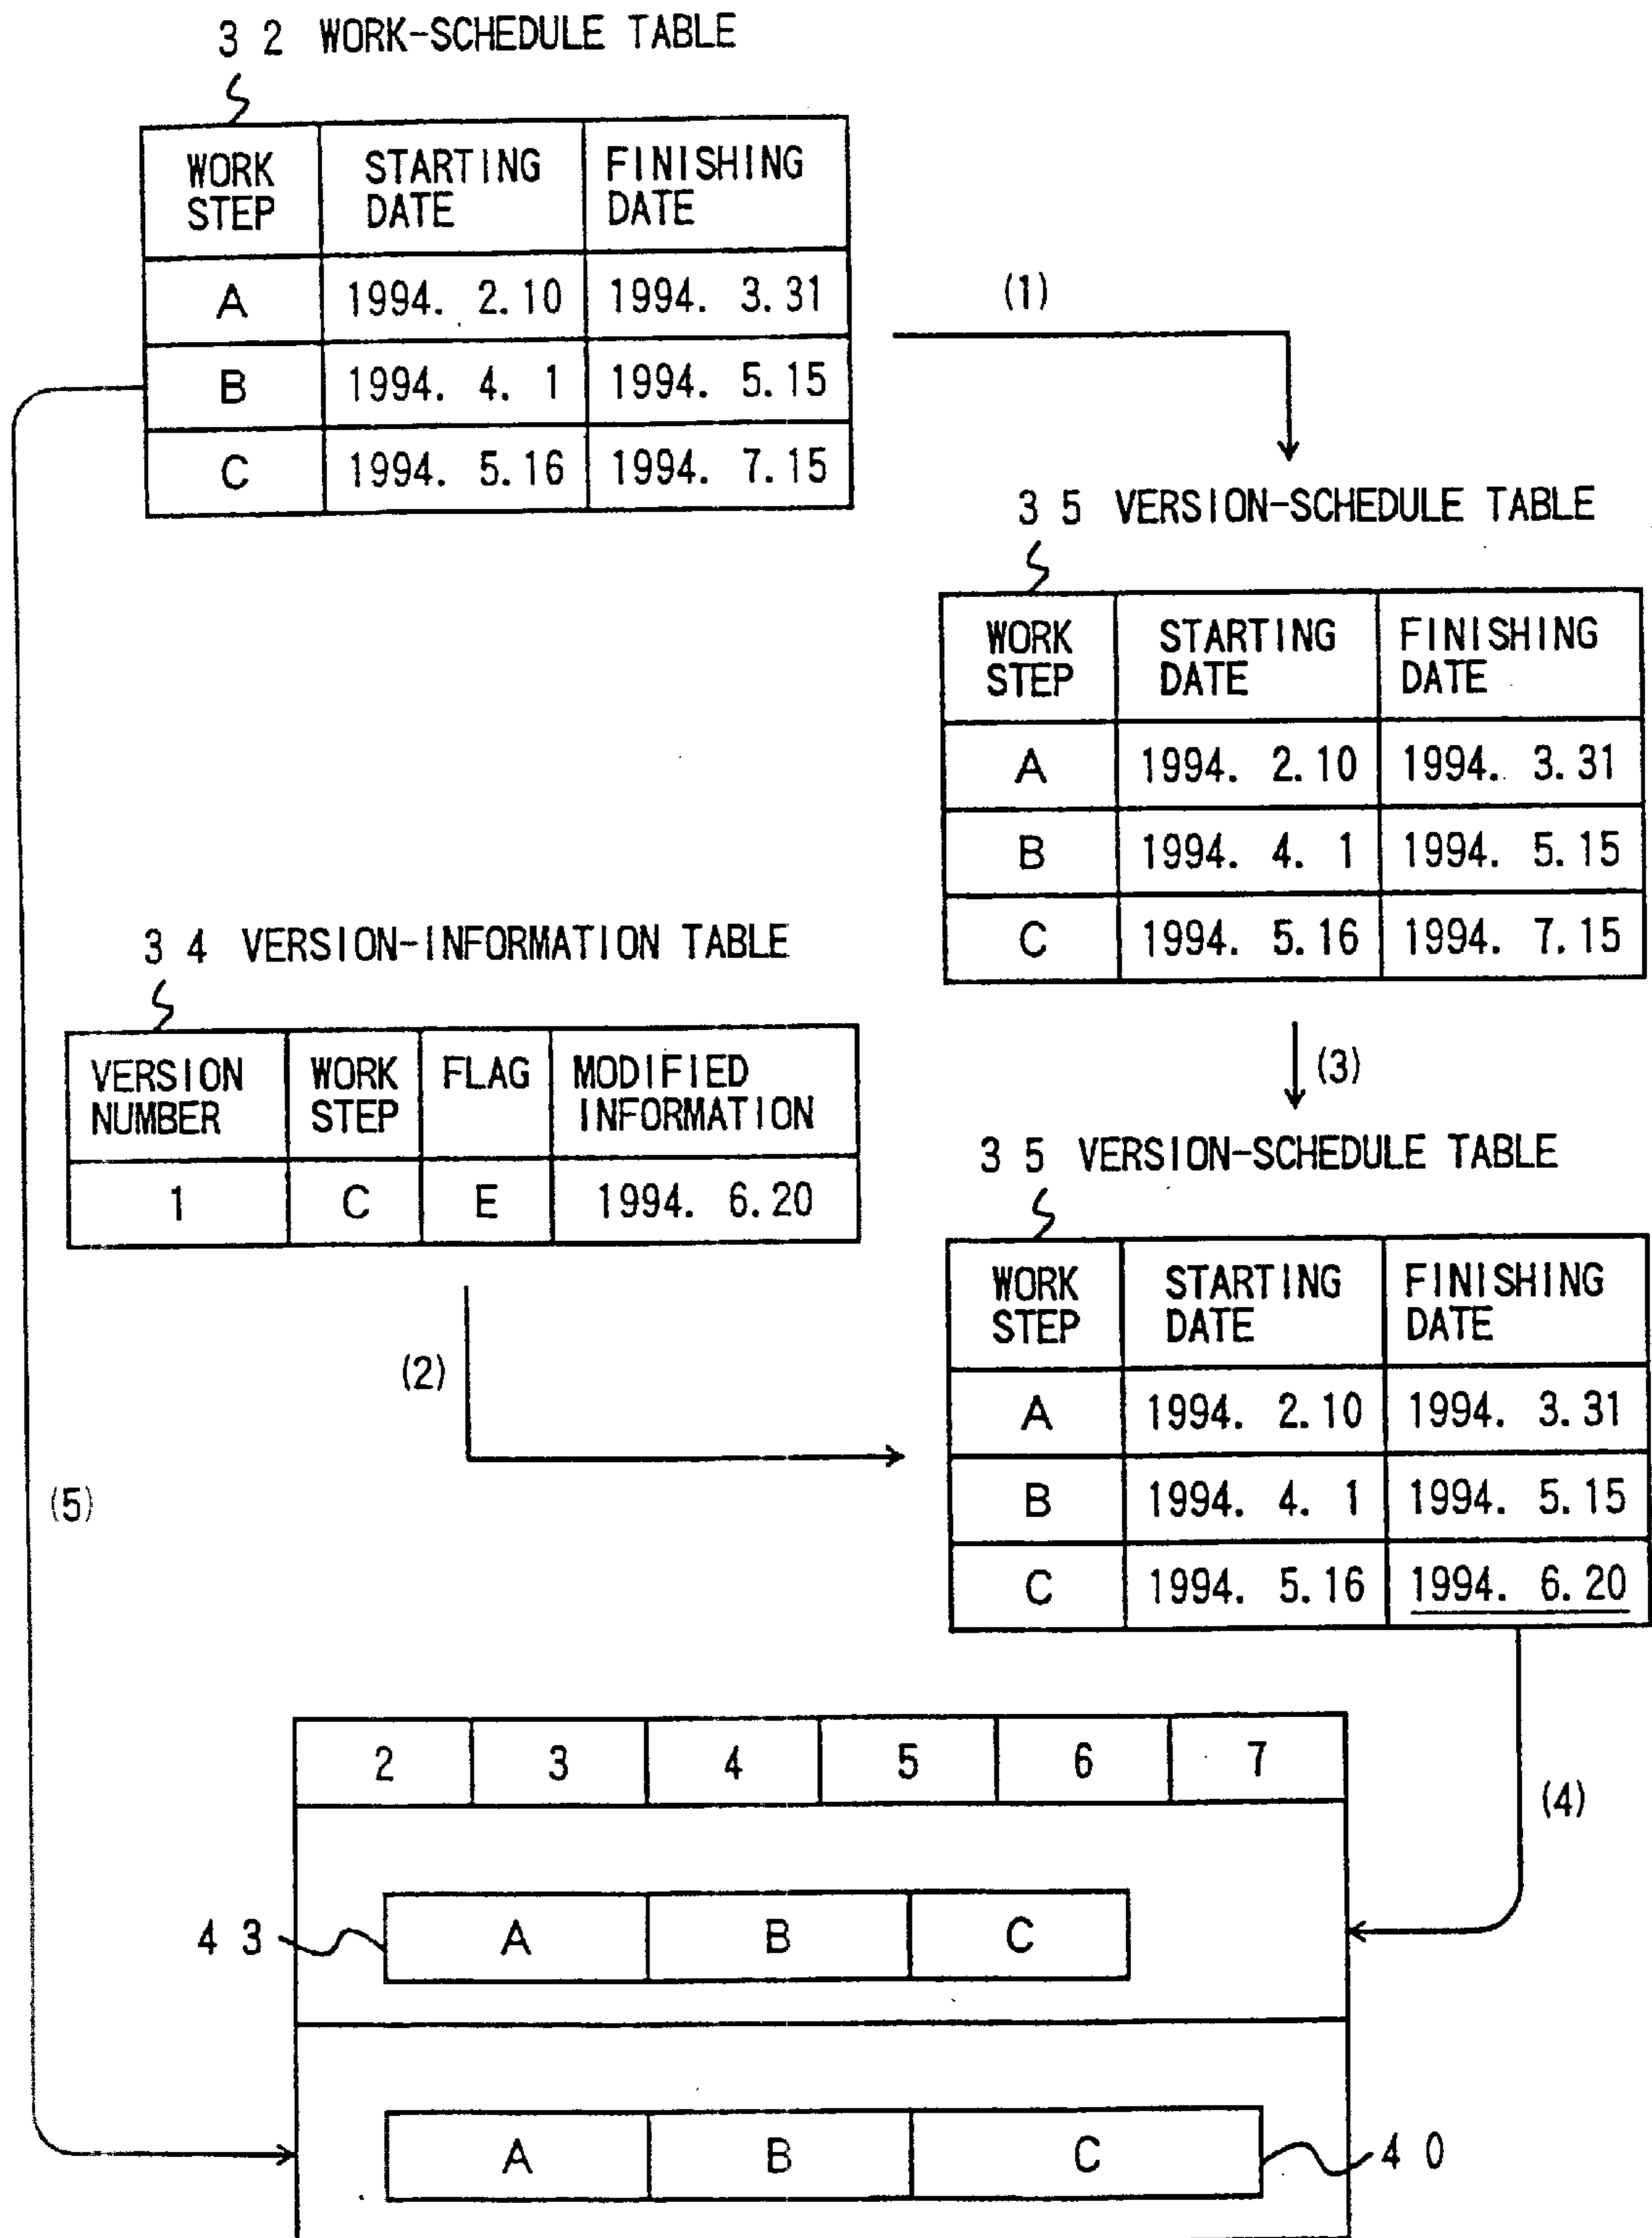 3 2 WORK-SCHEDULE TABLE
WORK STEP STARTING DATE FINISHING DATE
A 1994. 2.10 1994. 3.31
B 1994. 4. 1 1994. 5.15
C 1994. 5.16 1994. 7.15
(1)
3 5 VERSION-SCHEDULE TABLE
WORK STEP STARTING DATE FINISHING DATE
A 1994. 2.10 1994. 3.31
B 1994. 4. 1 1994. 5.15
C 1994. 5.16 1994. 7.15
3 4 VERSION-INFORMATION TABLE
VERSION NUMBER WORK STEP FLAG MODIFIED INFORMATION
1 C E 1994. 6.20
(3)
3 5 VERSION-SCHEDULE TABLE
WORK STEP STARTING DATE FINISHING DATE
A 1994. 2.10 1994. 3.31
B 1994. 4. 1 1994. 5.15
C 1994. 5.16 1994. 6.20
(2)
(5)
(4)
2 3 4 5 6 7
4 3 A B C
A B C 4 0